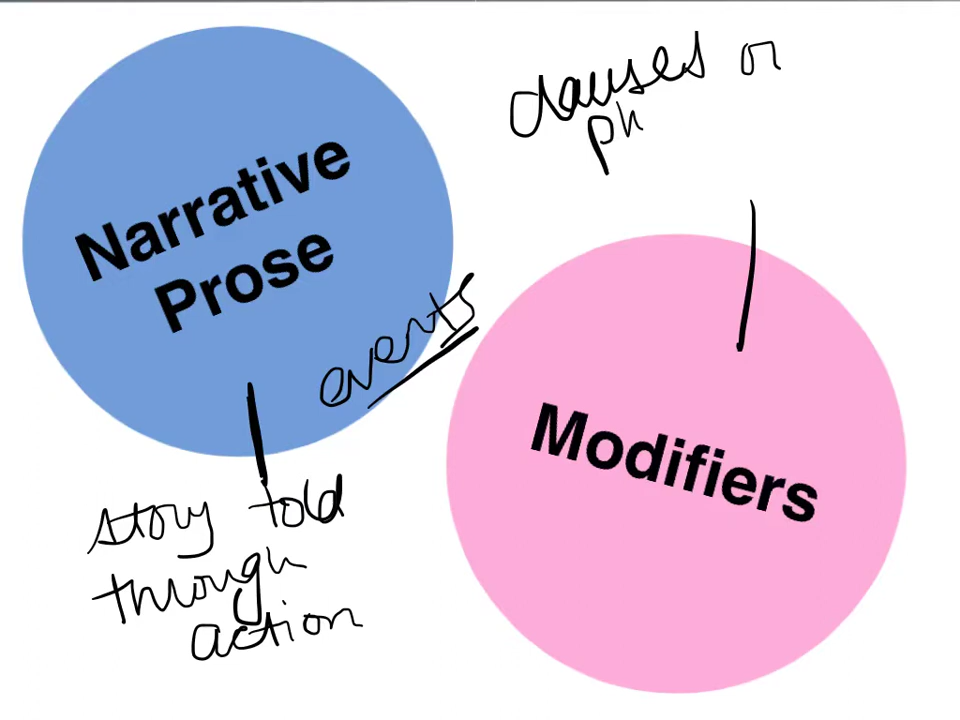 Narrative
Prose
events
story told
through
action
clauses or
ph
Modifiers